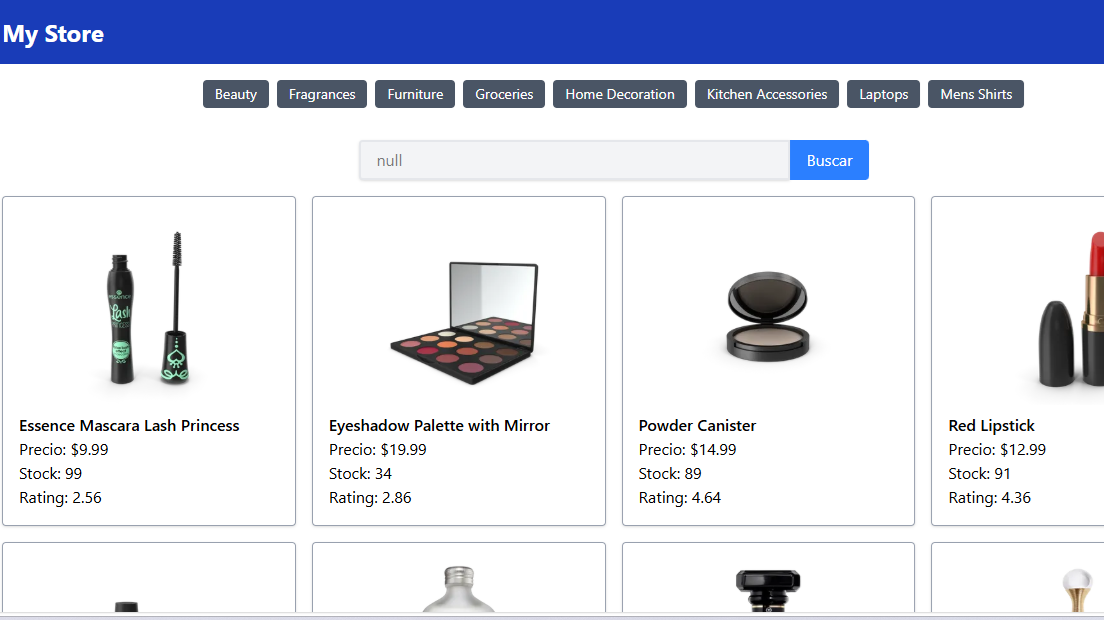 My Store
Beauty Fragrances Furniture Groceries Home Decoration Kitchen Accessories Laptops Mens Shirts
null Buscar
essence
Lash
Essence Mascara Lash Princess
Precio: $9.99
Stock: 99
Rating: 2.56
Eyeshadow Palette with Mirror
Precio: $19.99
Stock: 34
Rating: 2.86
Powder Canister
Precio: $14.99
Stock: 89
Rating: 4.64
Red Lipstick
Precio: $12.99
Stock: 91
Rating: 4.36